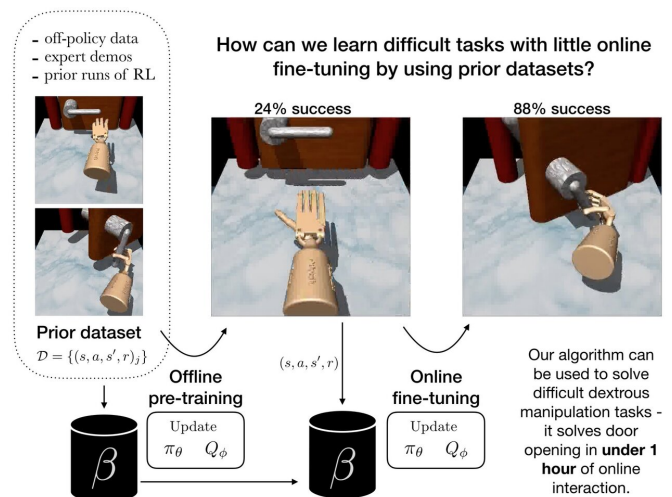 - off-policy data
- expert demos
- prior runs of RL
How can we learn difficult tasks with little online
fine-tuning by using prior datasets?
24% success
88% success
Prior dataset
𝒟 = {(s, a, s′, r)ⱼ}
Offline
pre-training
Update
π_θ Q_ϕ
β
(s, a, s′, r)
Online
fine-tuning
Update
π_θ Q_ϕ
β
Our algorithm can
be used to solve
difficult dextrous
manipulation tasks -
it solves door
opening in under 1
hour of online
interaction.